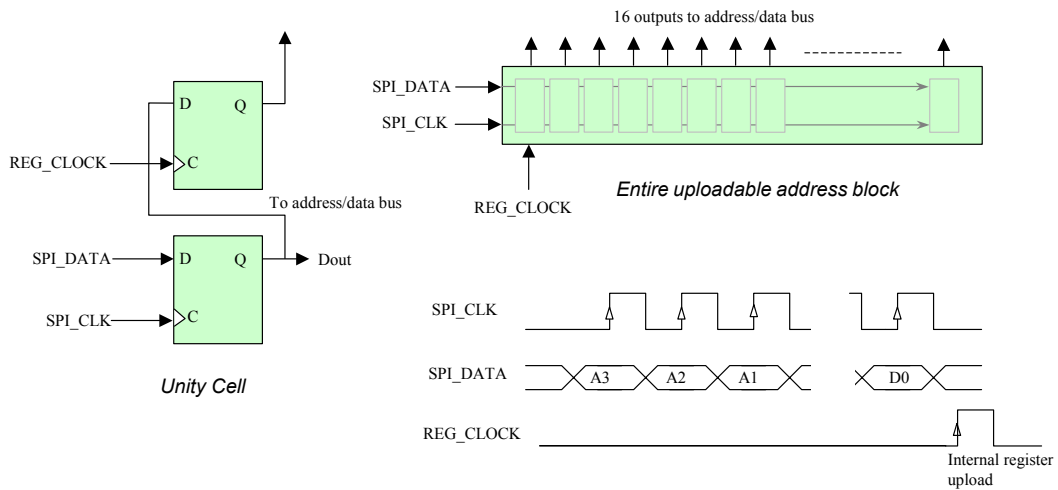 16 outputs to address/data bus
D
Q
REG_CLOCK
C
To address/data bus
SPI_DATA
D
Q
Dout
SPI_CLK
C
Unity Cell
SPI_DATA
SPI_CLK
REG_CLOCK
Entire uploadable address block
SPI_CLK
SPI_DATA
A3
A2
A1
D0
REG_CLOCK
Internal register
upload